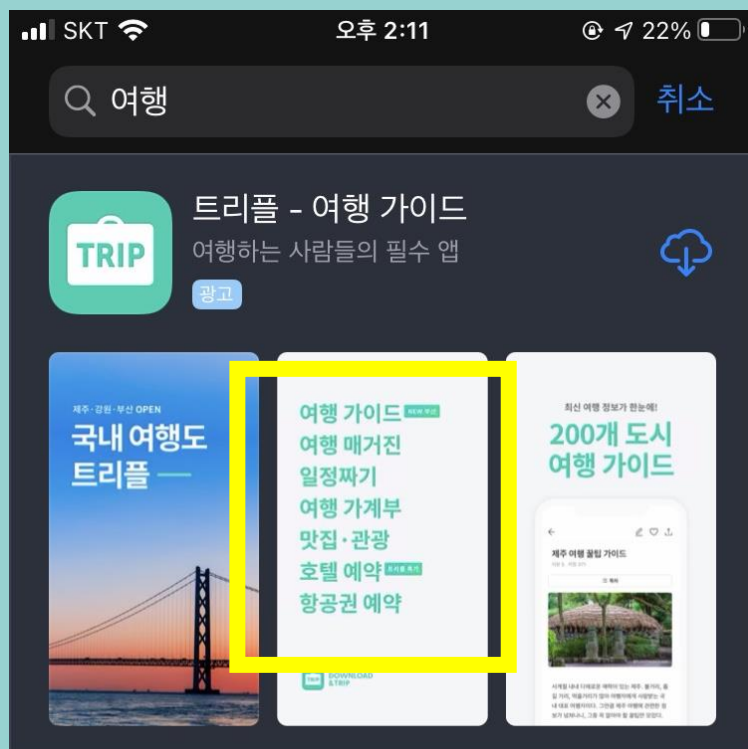 SKT 오후 2:11 22%
여행 취소
트리플 - 여행 가이드
여행하는 사람들의 필수 앱
광고
TRIP
제주·강원·부산 OPEN
국내 여행도
트리플
여행 가이드 NEW 부산
여행 매거진
일정짜기
여행 가계부
맛집·관광
호텔 예약
항공권 예약
TRIP DOWNLOAD
& TRIP
최신 여행 정보가 한눈에!
200개 도시
여행 가이드
제주 여행 꿀팁 가이드